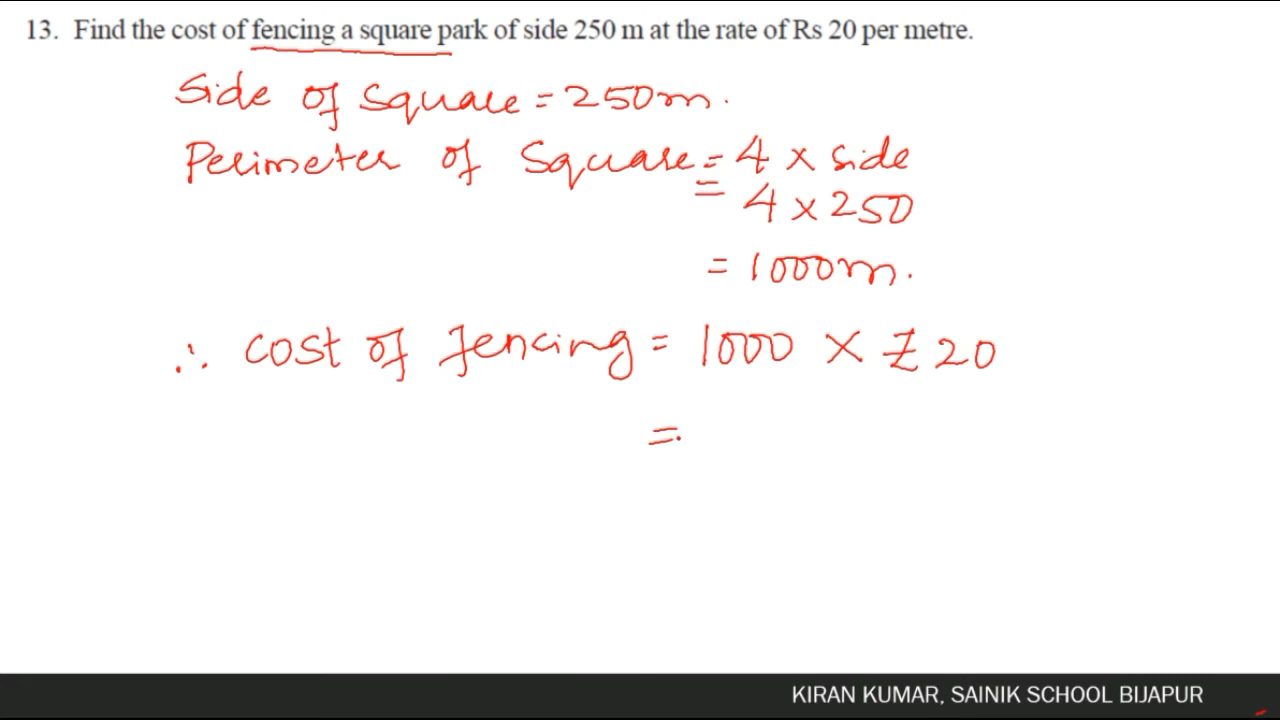 13. Find the cost of fencing a square park of side 250 m at the rate of Rs 20 per metre.
Side of Square = 250m.
Perimeter of Square = 4 × side
= 4 × 250
= 1000m.
∴ Cost of fencing = 1000 × ₹ 20
=
KIRAN KUMAR, SAINIK SCHOOL BIJAPUR